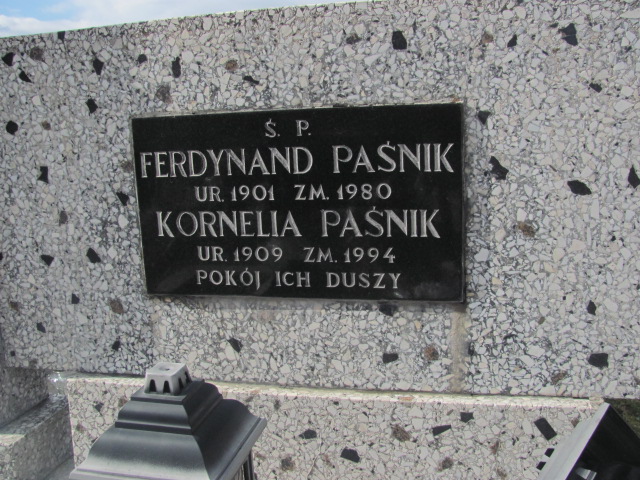 Ś. P.
FERDYNAND PAŚNIK
UR. 1901 ZM. 1980
KORNELIA PAŚNIK
UR. 1909 ZM. 1994
POKÓJ ICH DUSZY